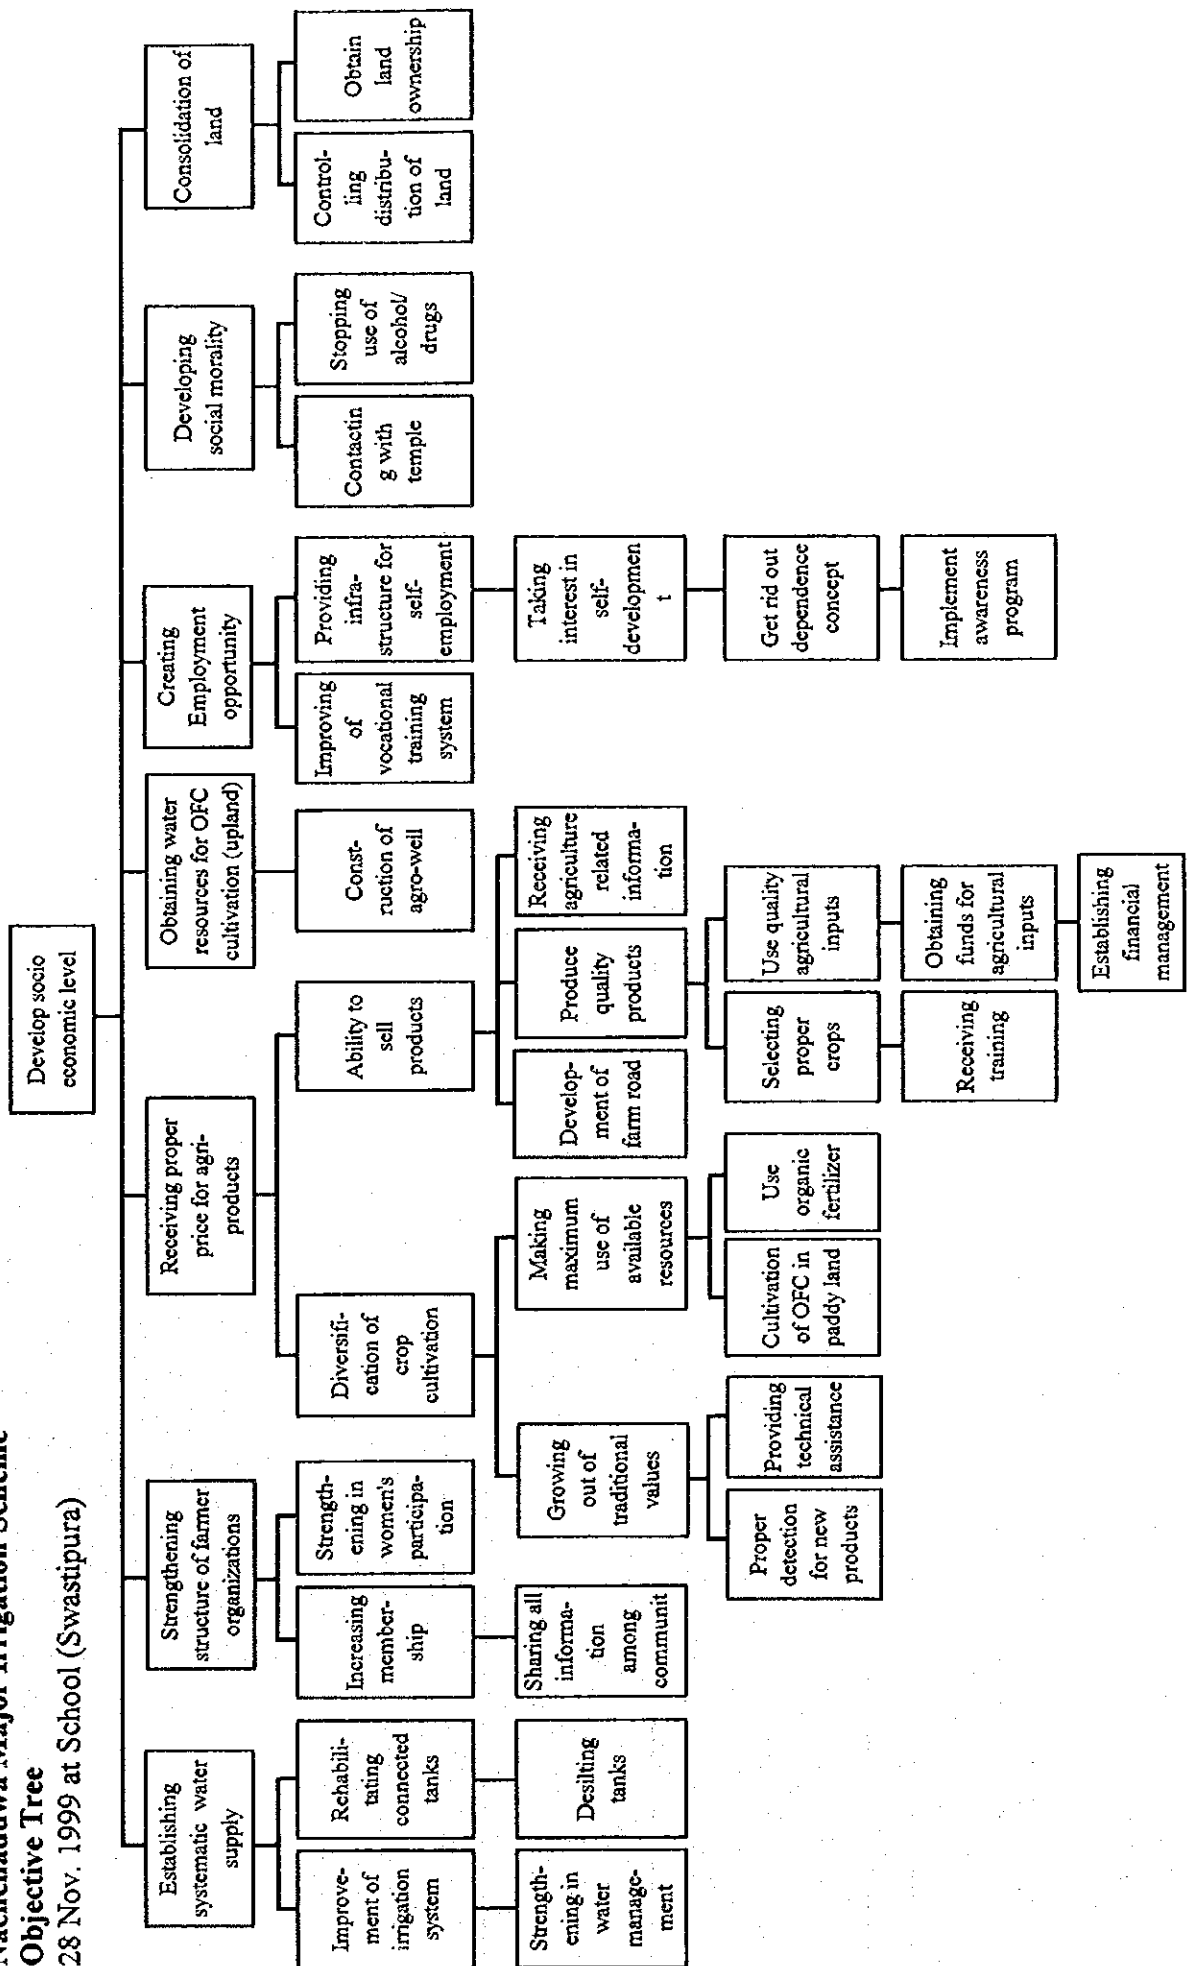 Objective Tree
28 Nov. 1999 at School (Swastipura)
Develop socio
economic level
Establishing
systematic water
supply
Strengthening
structure of farmer
organizations
Receiving proper
price for agri-
products
Obtaining water
resources for OFC
cultivation (upland)
Creating
Employment
opportunity
Developing
social morality
Consolidation of
land
Improve-
ment of
irrigation
system
Rehabili-
tating
connected
tanks
Increasing
member-
ship
Strength-
ening in
women's
participa-
tion
Diversifi-
cation of
crop
cultivation
Ability to
sell
products
Const-
ruction of
agro-well
Improving
of
vocational
training
system
Providing
infra-
structure for
self-
employment
Contactin
g with
temple
Stopping
use of
alcohol/
drugs
Control-
ling
distribu-
tion of
land
Obtain
land
ownership
Strength-
ening in
water
manage-
ment
Desilting
tanks
Sharing all
informa-
tion
among
communit
Growing
out of
traditional
values
Making
maximum
use of
available
resources
Develop-
ment of
farm road
Produce
quality
products
Receiving
agriculture
related
informa-
tion
Taking
interest in
self-
developmen
t
Proper
detection
for new
products
Providing
technical
assistance
Cultivation
of OFC in
paddy land
Use
organic
fertilizer
Selecting
proper
crops
Use quality
agricultural
inputs
Get rid out
dependence
concept
Receiving
training
Obtaining
funds for
agricultural
inputs
Implement
awareness
program
Establishing
financial
management